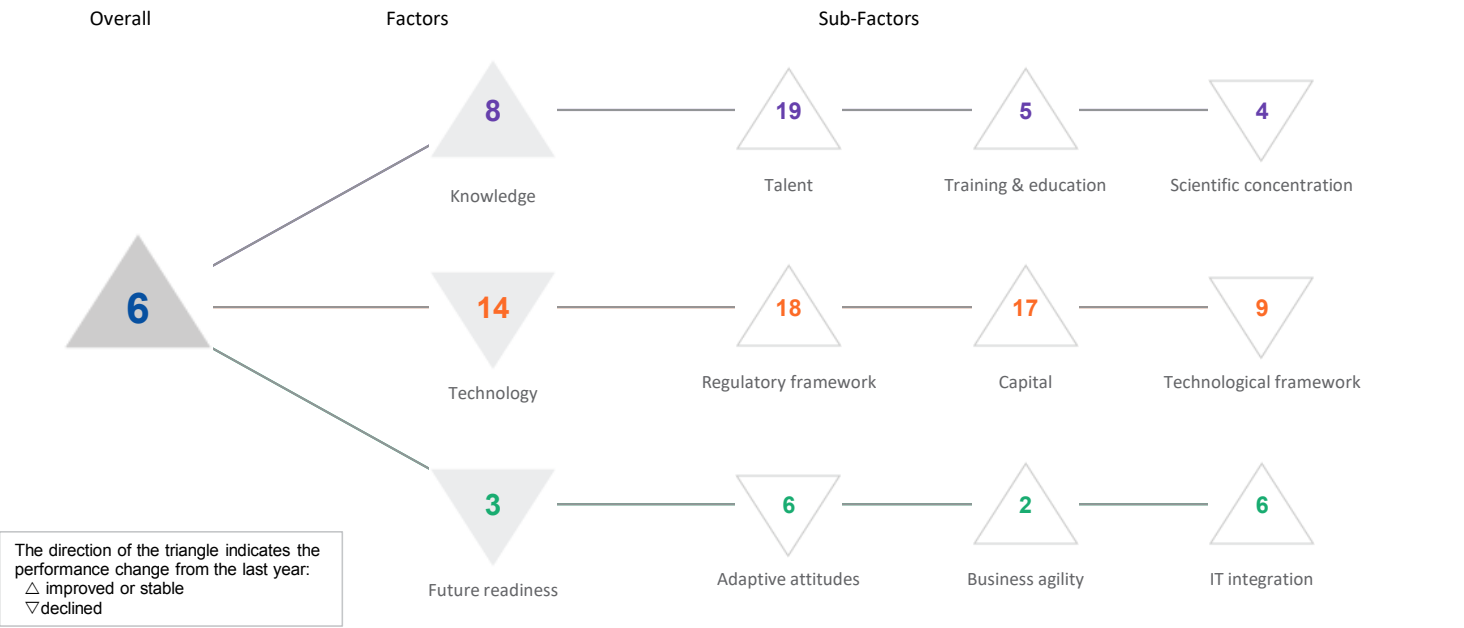 Overall
Factors
Sub-Factors
8
19
5
4
Knowledge
Talent
Training & education
Scientific concentration
6
14
18
17
9
Technology
Regulatory framework
Capital
Technological framework
3
6
2
6
Future readiness
Adaptive attitudes
Business agility
IT integration
The direction of the triangle indicates the
performance change from the last year:
△ improved or stable
▽declined